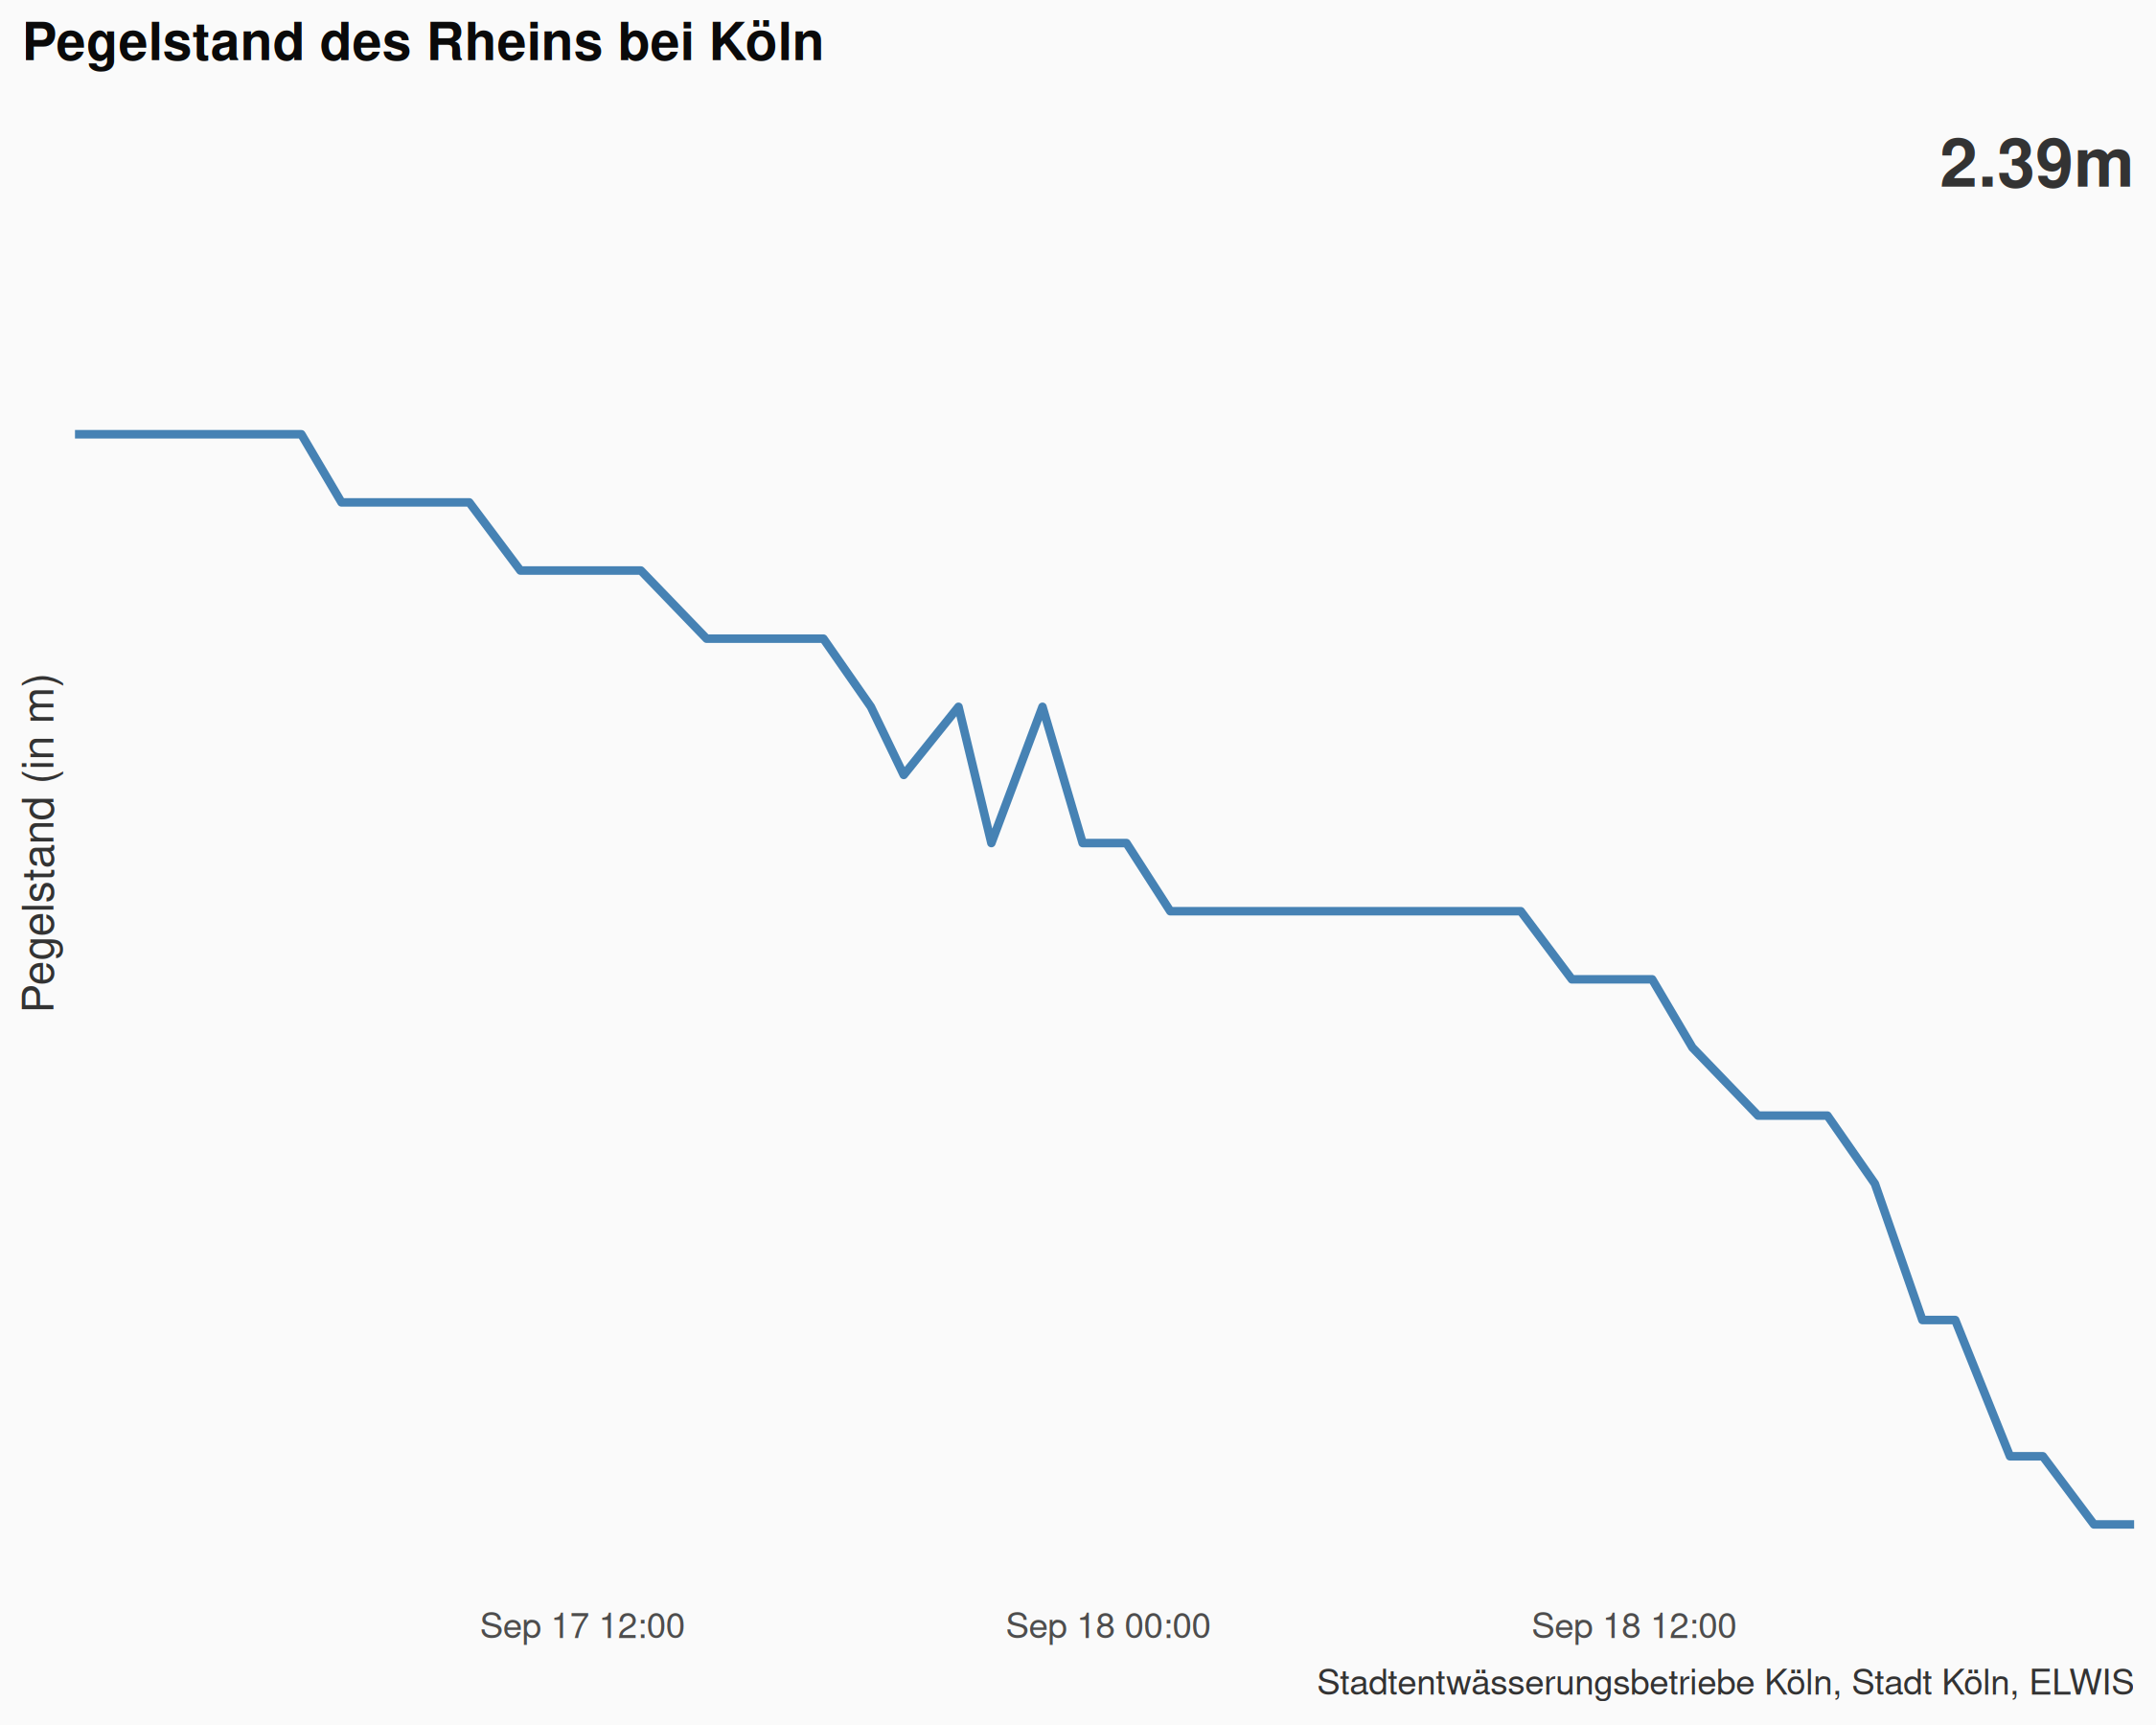 Pegelstand des Rheins bei Köln
2.39m
Pegelstand (in m)
Sep 17 12:00
Sep 18 00:00
Sep 18 12:00
Stadtentwässerungsbetriebe Köln, Stadt Köln, ELWIS